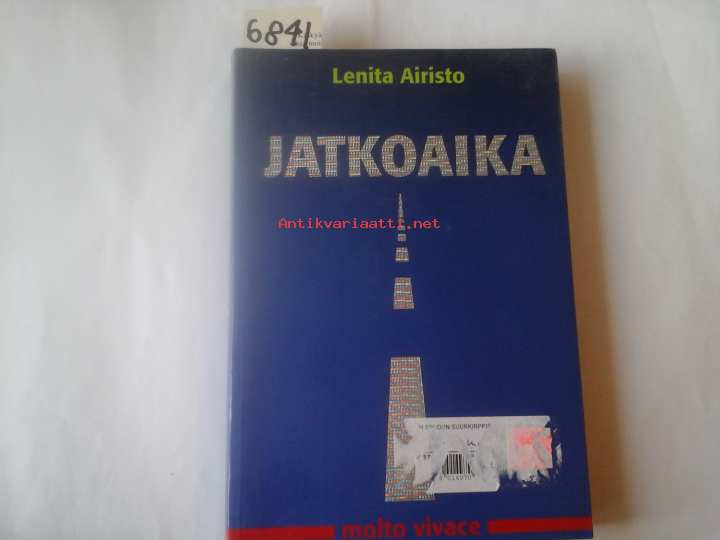 6841
Lenita Airisto
JATKOAIKA
Antikvariaatti.net
molto vivace